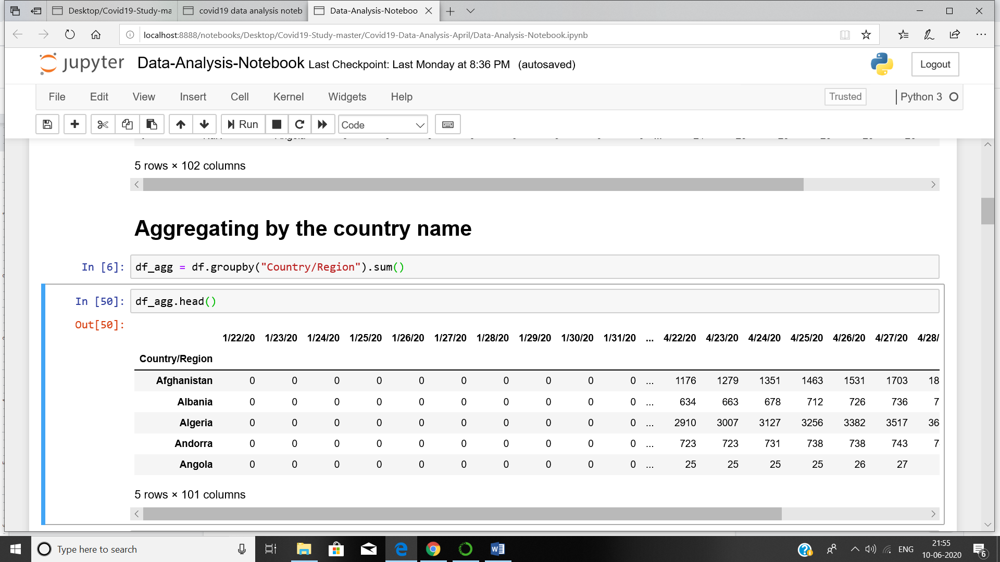 Desktop/Covid19-Study-ma
covid19 data analysis noteb
Data-Analysis-Noteboo
localhost:8888/notebooks/Desktop/Covid19-Study-master/Covid19-Data-Analysis-April/Data-Analysis-Notebook.ipynb
jupyter Data-Analysis-Notebook Last Checkpoint: Last Monday at 8:36 PM (autosaved)
Logout
File Edit View Insert Cell Kernel Widgets Help
Trusted
Python 3
Run
Code
5 rows × 102 columns
Aggregating by the country name
In [6]: df_agg = df.groupby("Country/Region").sum()
In [50]: df_agg.head()
Out[50]:
1/22/20 1/23/20 1/24/20 1/25/20 1/26/20 1/27/20 1/28/20 1/29/20 1/30/20 1/31/20 ... 4/22/20 4/23/20 4/24/20 4/25/20 4/26/20 4/27/20 4/28/
Country/Region
Afghanistan 0 0 0 0 0 0 0 0 0 0 ... 1176 1279 1351 1463 1531 1703 18
Albania 0 0 0 0 0 0 0 0 0 0 ... 634 663 678 712 726 736 7
Algeria 0 0 0 0 0 0 0 0 0 0 ... 2910 3007 3127 3256 3382 3517 36
Andorra 0 0 0 0 0 0 0 0 0 0 ... 723 723 731 738 738 743 7
Angola 0 0 0 0 0 0 0 0 0 0 ... 25 25 25 25 26 27
5 rows × 101 columns
Type here to search
ENG
21:55
10-06-2020
6